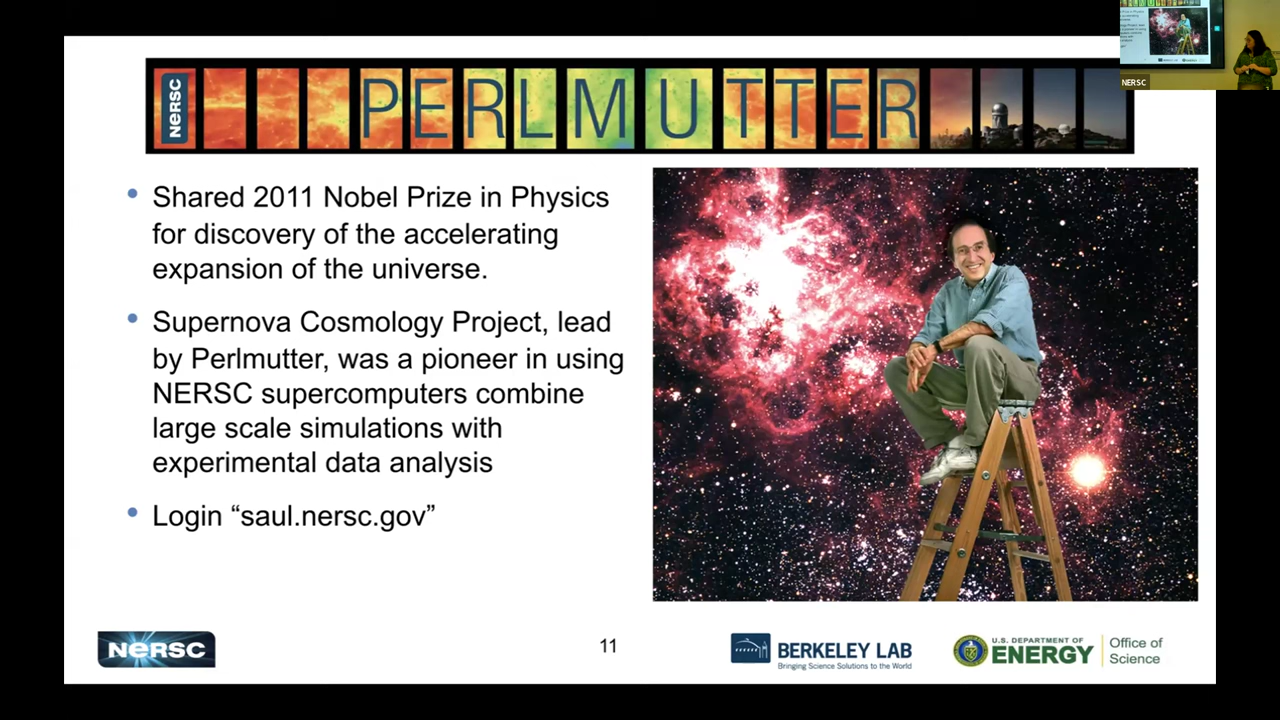 NERSC
PERLMUTTER
NERSC
• Shared 2011 Nobel Prize in Physics
for discovery of the accelerating
expansion of the universe.
• Supernova Cosmology Project, lead
by Perlmutter, was a pioneer in using
NERSC supercomputers combine
large scale simulations with
experimental data analysis
• Login “saul.nersc.gov”
NERSC
11
BERKELEY LAB
Bringing Science Solutions to the World
U.S. DEPARTMENT OF
ENERGY
Office of
Science